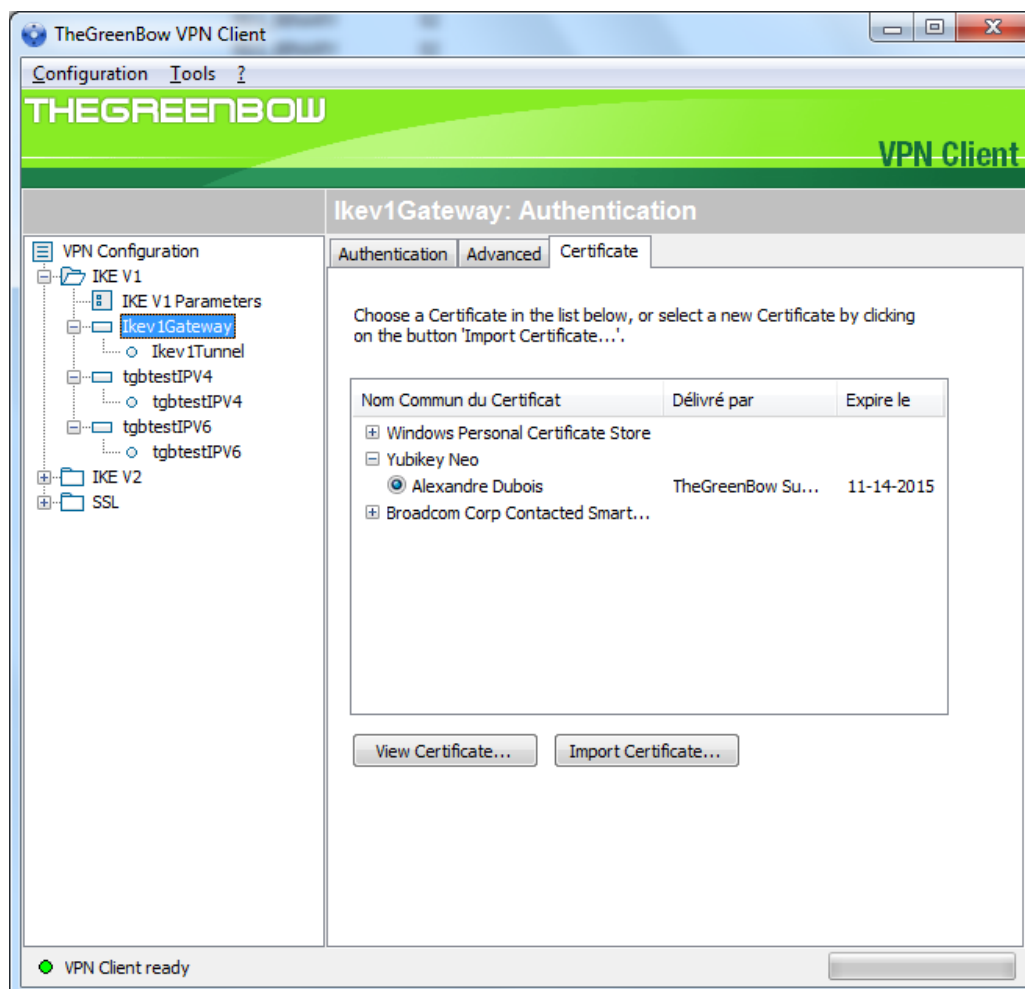 TheGreenBow VPN Client
Configuration Tools ?
THEGREENBOW
VPN Client
Ikev1Gateway: Authentication
VPN Configuration
IKE V1
IKE V1 Parameters
Ikev1Gateway
Ikev1Tunnel
tgbtestIPV4
tgbtestIPV4
tgbtestIPV6
tgbtestIPV6
IKE V2
SSL
Authentication Advanced Certificate
Choose a Certificate in the list below, or select a new Certificate by clicking
on the button 'Import Certificate...'.
Nom Commun du Certificat Délivré par Expire le
Windows Personal Certificate Store
Yubikey Neo
Alexandre Dubois TheGreenBow Su... 11-14-2015
Broadcom Corp Contacted Smart...
View Certificate... Import Certificate...
VPN Client ready